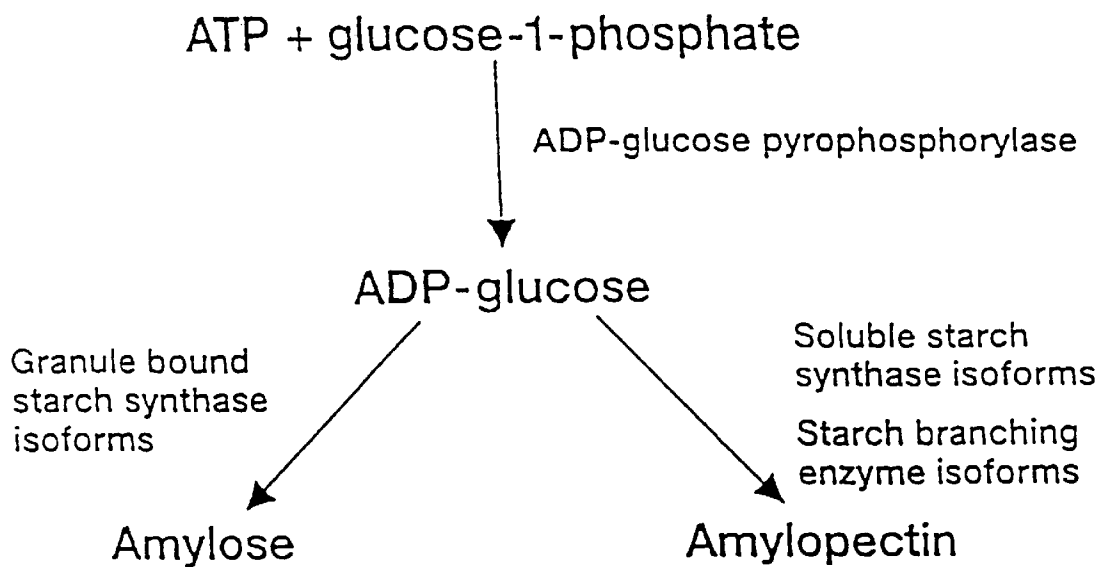 ATP + glucose-1-phosphate
ADP-glucose pyrophosphorylase
ADP-glucose
Granule bound
starch synthase
isoforms
Soluble starch
synthase isoforms
Starch branching
enzyme isoforms
Amylose
Amylopectin